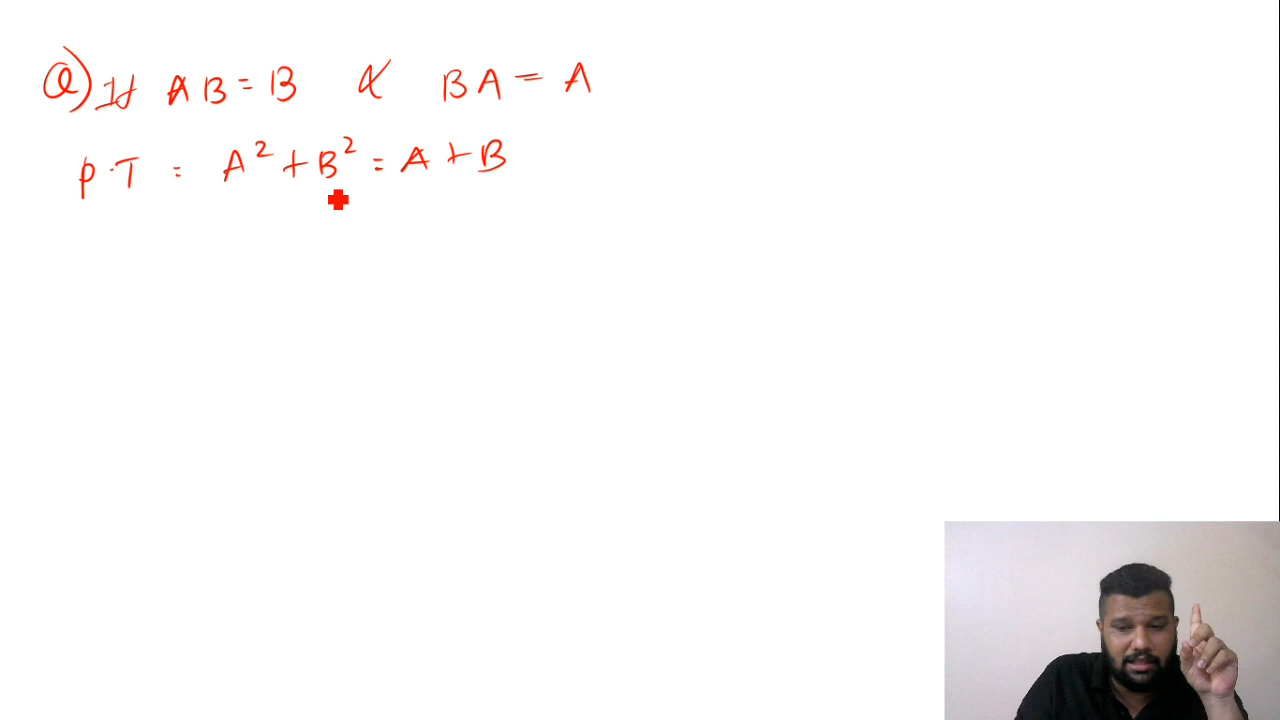 Q) If AB = B & BA = A
P.T = A² + B² = A + B